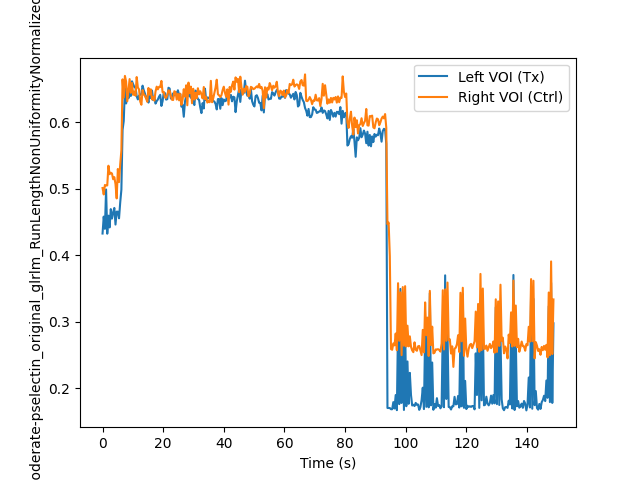 Left VOI (Tx)
Right VOI (Ctrl)
oderate-pselectin_original_glrlm_RunLengthNonUniformityNormalized
0.6
0.5
0.4
0.3
0.2
0 20 40 60 80 100 120 140
Time (s)